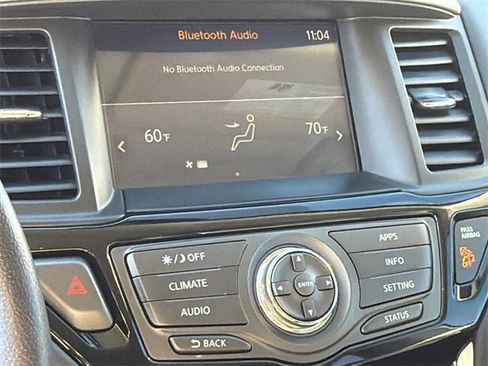 Bluetooth Audio 11:04
No Bluetooth Audio Connection
60°F 70°F
OFF
CLIMATE
AUDIO
BACK
ENTER
APPS
INFO
SETTING
STATUS
PASS
AIRBAG
OFF